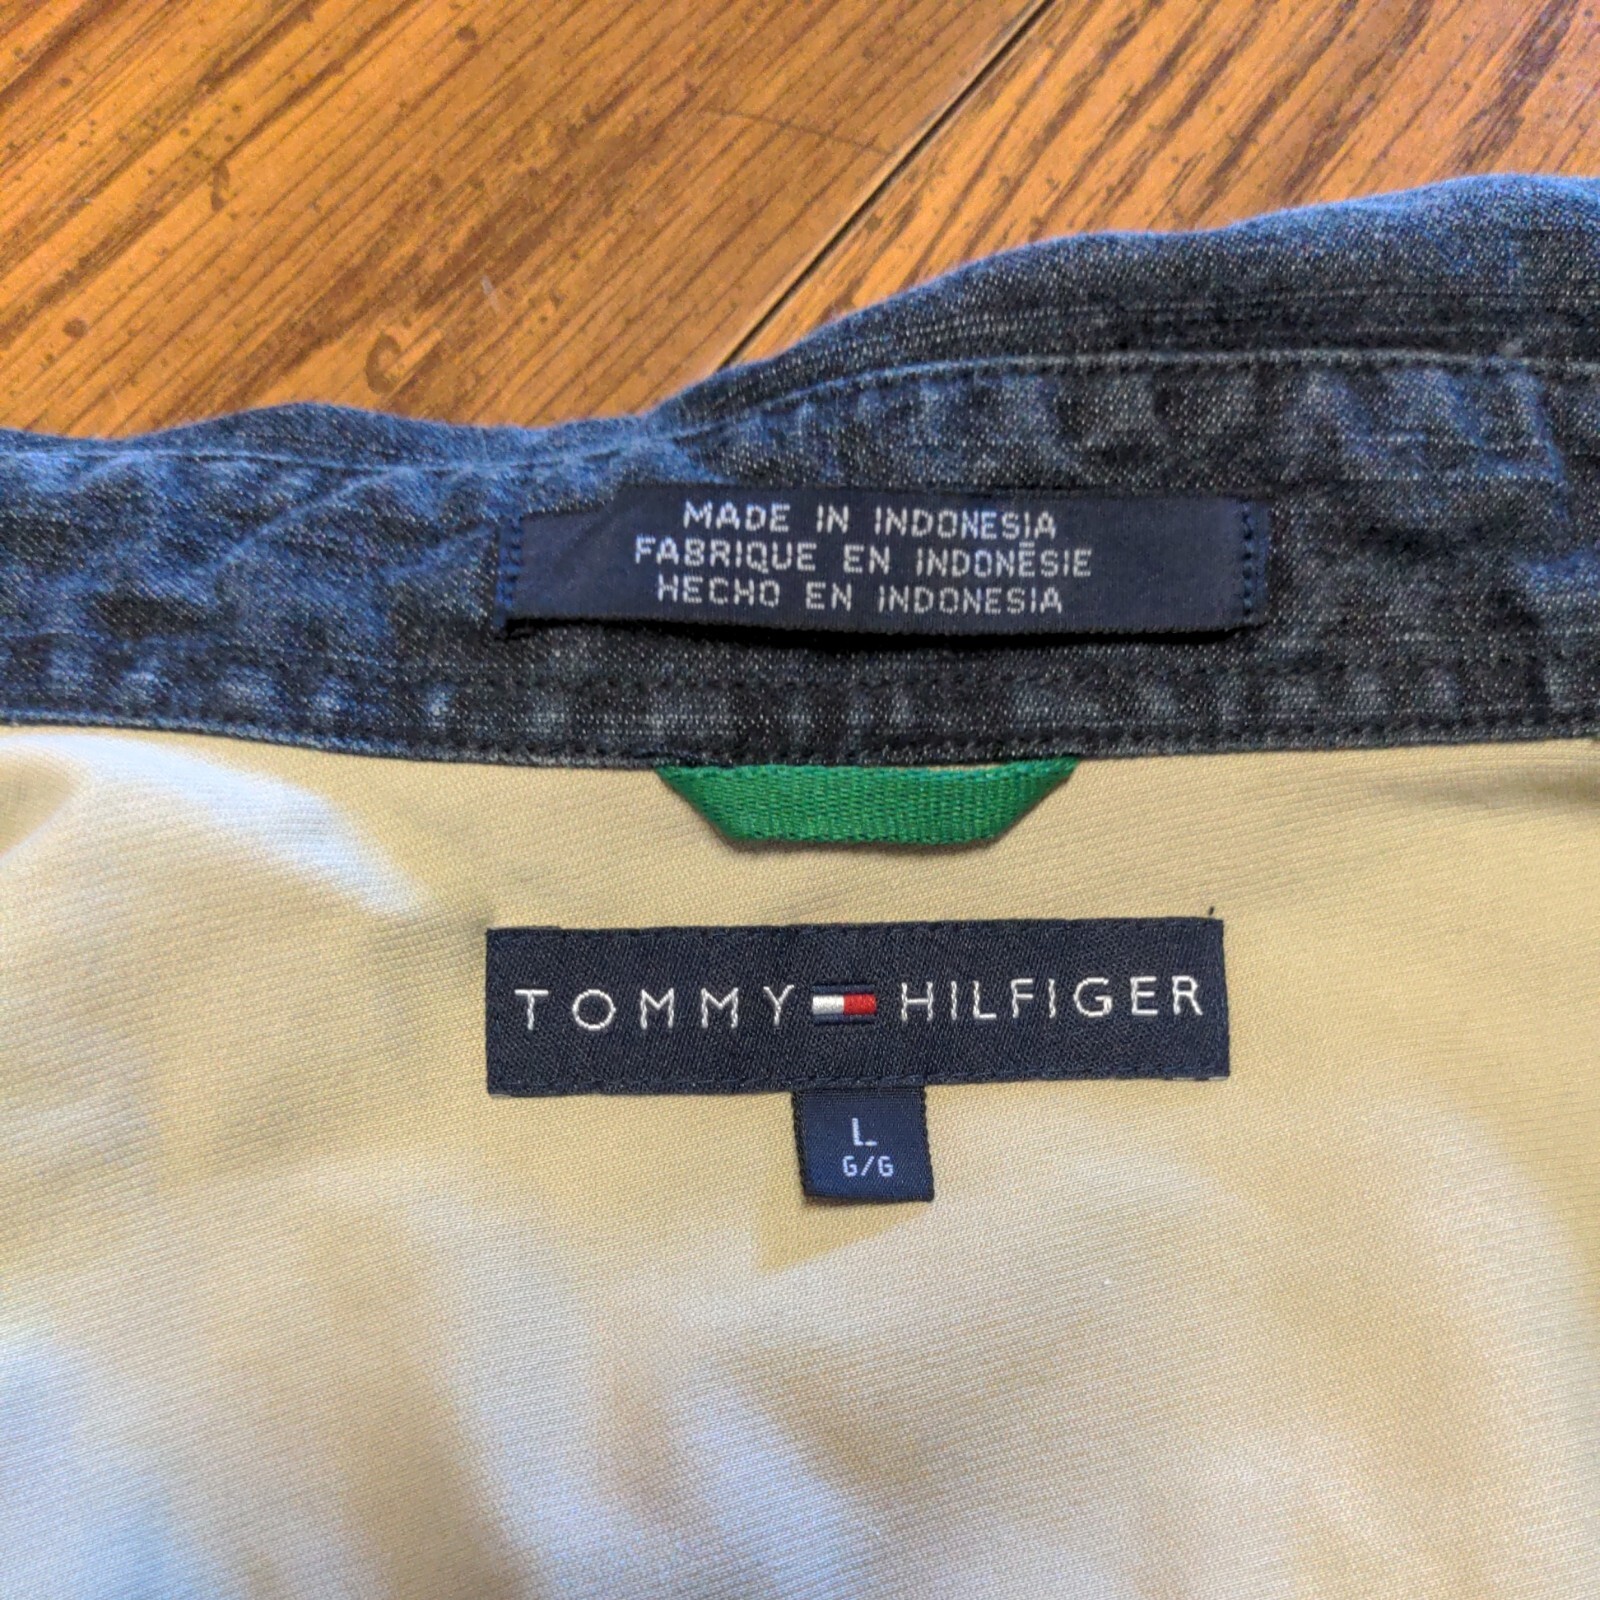 MADE IN INDONESIA
FABRIQUE EN INDONÉSIE
HECHO EN INDONESIA
TOMMY HILFIGER
L
G/G